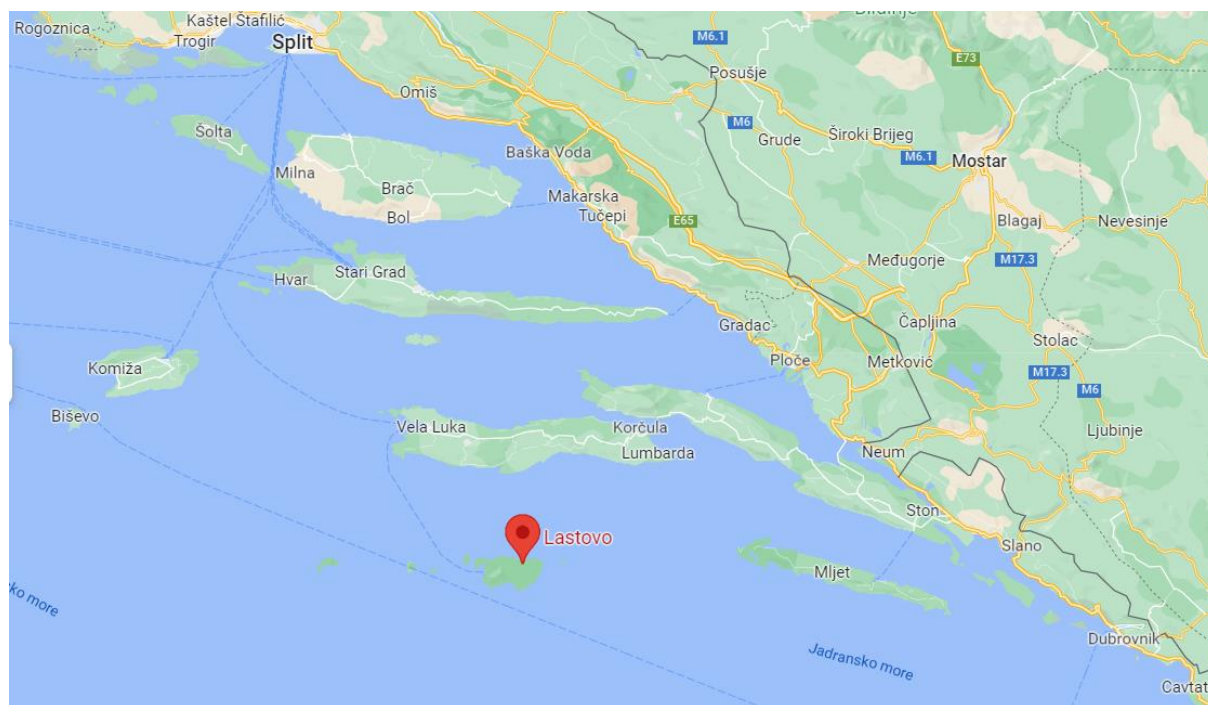 Rogoznica
Kaštel Štafilić
Trogir
Split
M6.1
E73
Posušje
Omiš
Šolta
M6
Grude
Široki Brijeg
M6.1
Mostar
Baška Voda
Milna
Brač
Makarska
Bol
Tučepi
E65
Blagaj
Nevesinje
Međugorje
M17.3
Stari Grad
Hvar
Gradac
Čapljina
Stolac
Komiža
Ploče
Metković
M17.3
M6
Biševo
Vela Luka
Korčula
Lumbarda
Neum
Ljubinje
Ston
Lastovo
Slano
Mljet
sko more
Dubrovnik
Jadransko more
Cavtat